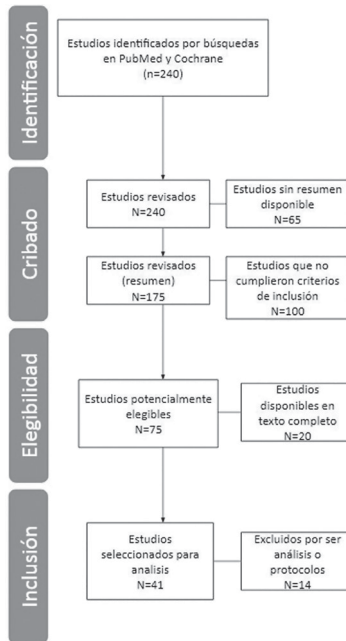 Identificación
Estudios identificados por búsquedas
en PubMed y Cochrane
(n=240)
Cribado
Estudios revisados
N=240
Estudios sin resumen
disponible
N=65
Estudios revisados
(resumen)
N=175
Estudios que no
cumplieron criterios
de inclusión
N=100
Elegibilidad
Estudios potencialmente
elegibles
N=75
Estudios
disponibles en
texto completo
N=20
Inclusión
Estudios
seleccionados para
analisis
N=41
Excluidos por ser
análisis o
protocolos
N=14